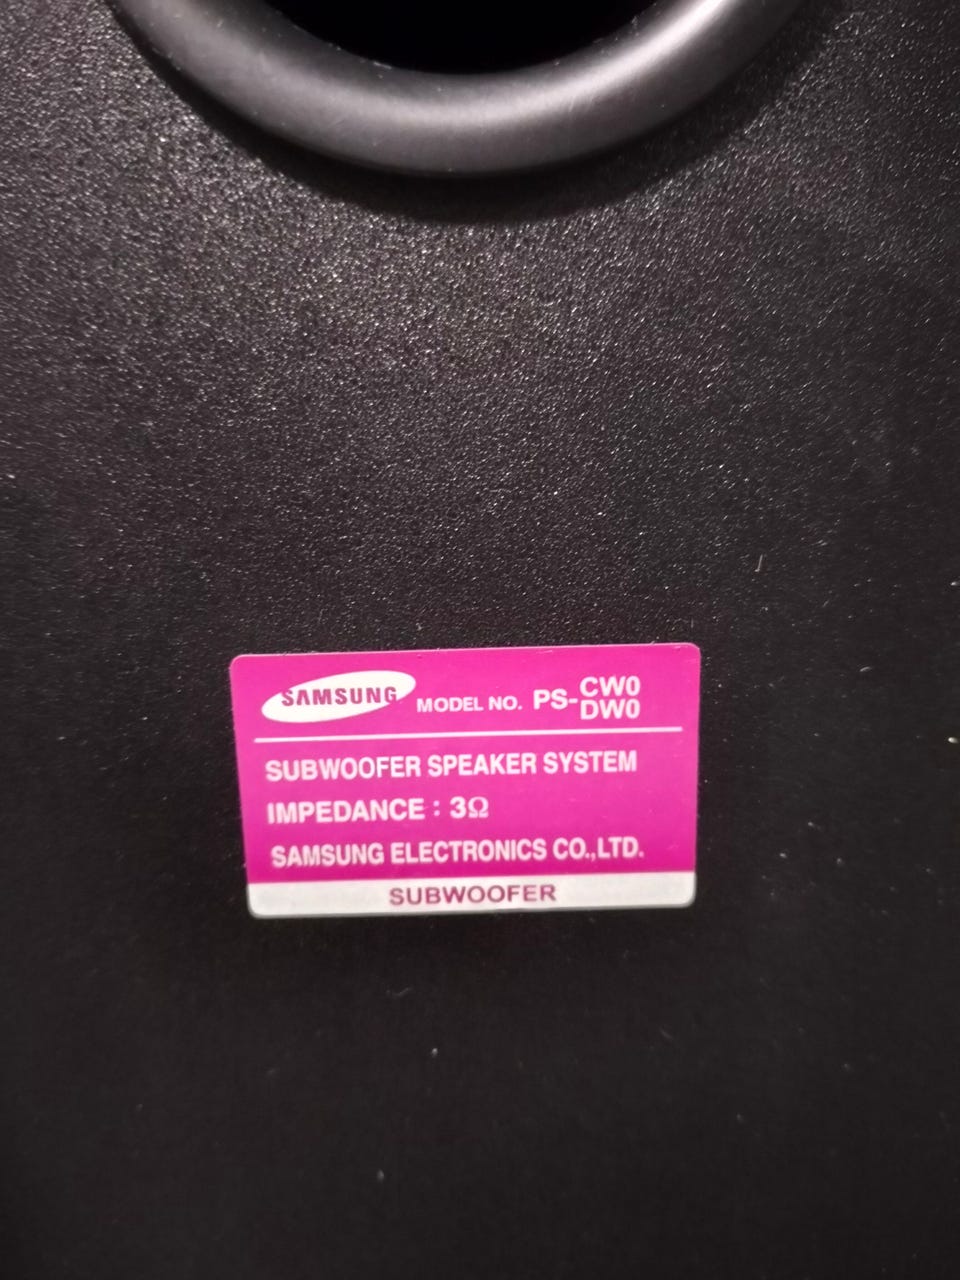 SAMSUNG MODEL NO. PS-CW0
DW0
SUBWOOFER SPEAKER SYSTEM
IMPEDANCE : 3Ω
SAMSUNG ELECTRONICS CO.,LTD.
SUBWOOFER